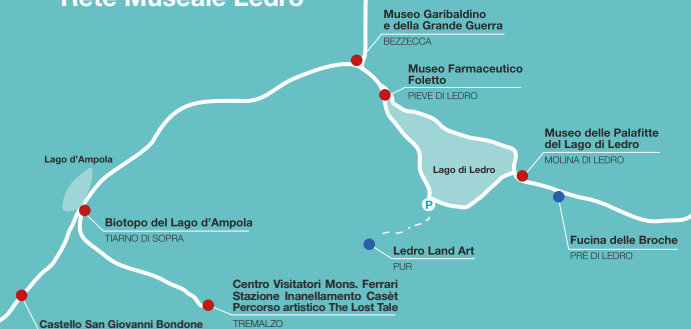 Rete Museale Ledro
Museo Garibaldino
e della Grande Guerra
BEZZECCA
Museo Farmaceutico
Foletto
PIEVE DI LEDRO
Museo delle Palafitte
del Lago di Ledro
MOLINA DI LEDRO
Lago d'Ampola
Lago di Ledro
P
Biotopo del Lago d'Ampola
TIARNO DI SOPRA
Fucina delle Broche
PRÈ DI LEDRO
Ledro Land Art
PUR
Centro Visitatori Mons. Ferrari
Stazione Inanellamento Casèt
Percorso artistico The Lost Tale
TREMALZO
Castello San Giovanni Bondone